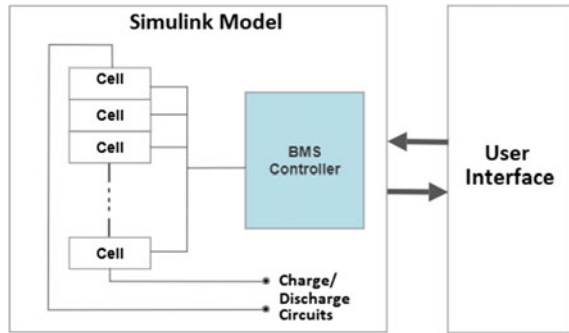 Simulink Model
Cell
Cell
Cell
Cell
BMS
Controller
Charge/
Discharge
Circuits
User
Interface